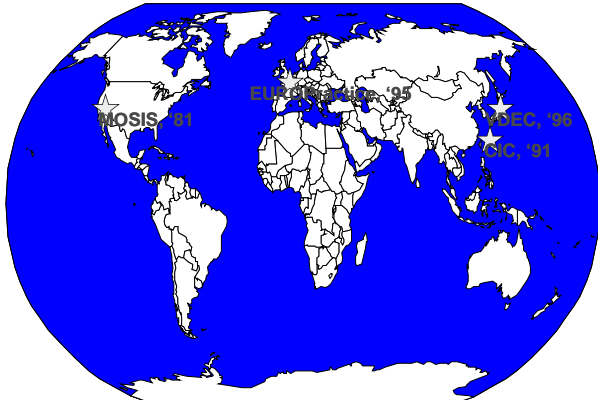 EUROPractice, ‘95
MOSIS, ‘81
VDEC, ‘96
CIC, ‘91